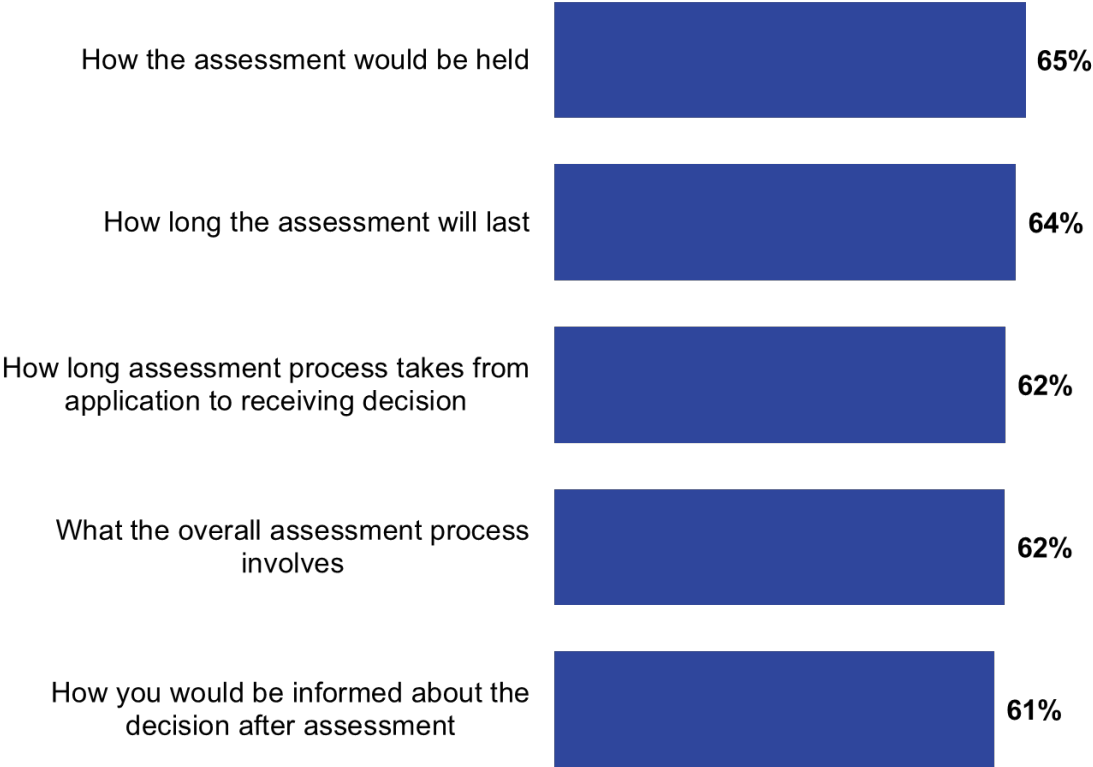 How the assessment would be held
65%
How long the assessment will last
64%
How long assessment process takes from
application to receiving decision
62%
What the overall assessment process
involves
62%
How you would be informed about the
decision after assessment
61%